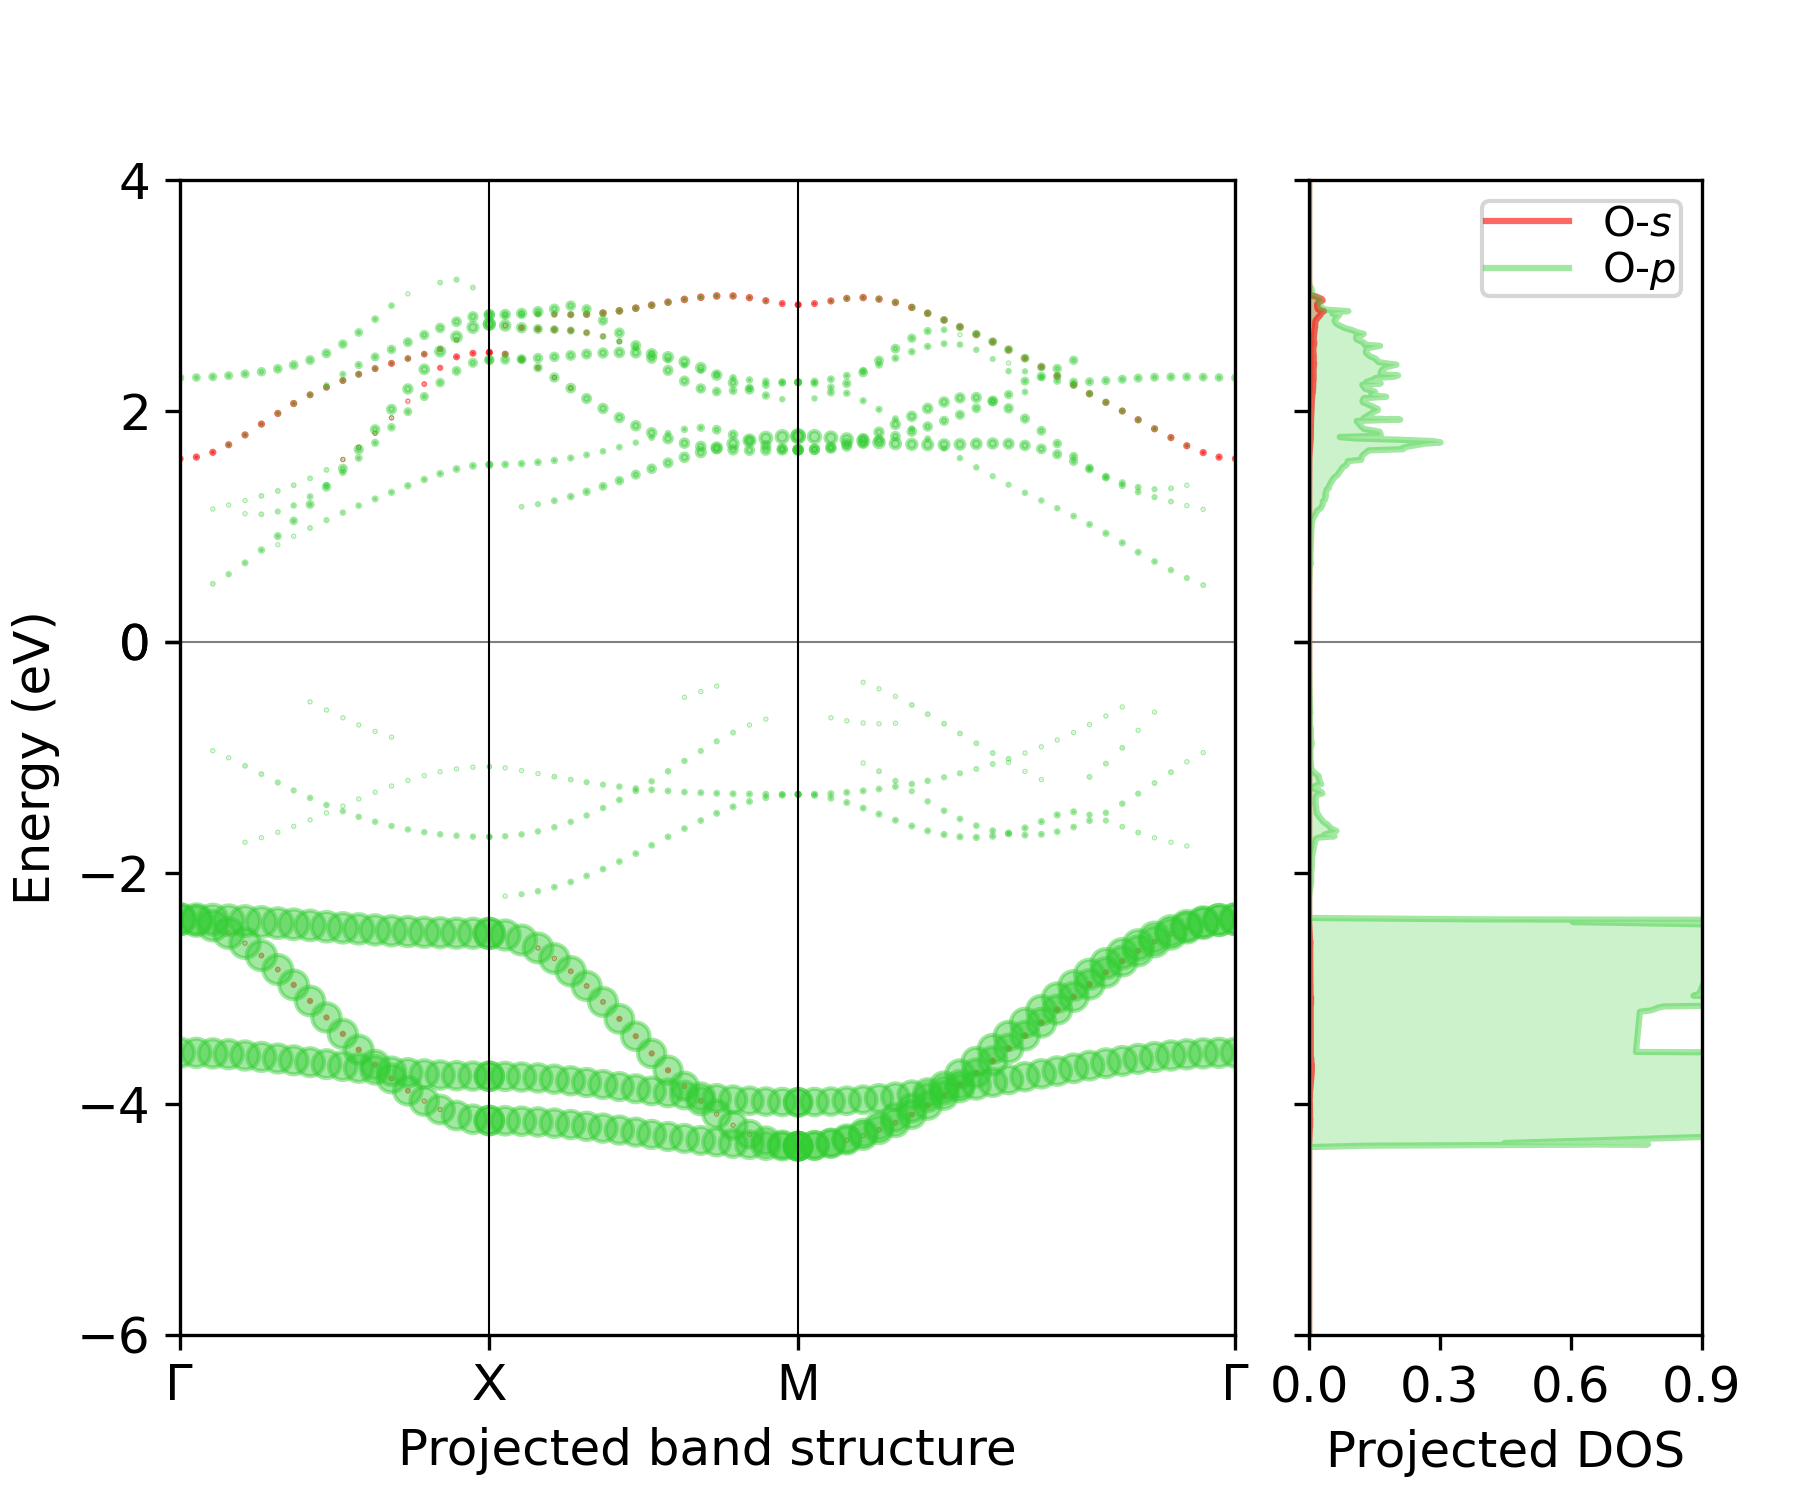 4
2
0
−2
−4
−6
Energy (eV)
Γ X M Γ
Projected band structure
O-s
O-p
0.0 0.3 0.6 0.9
Projected DOS